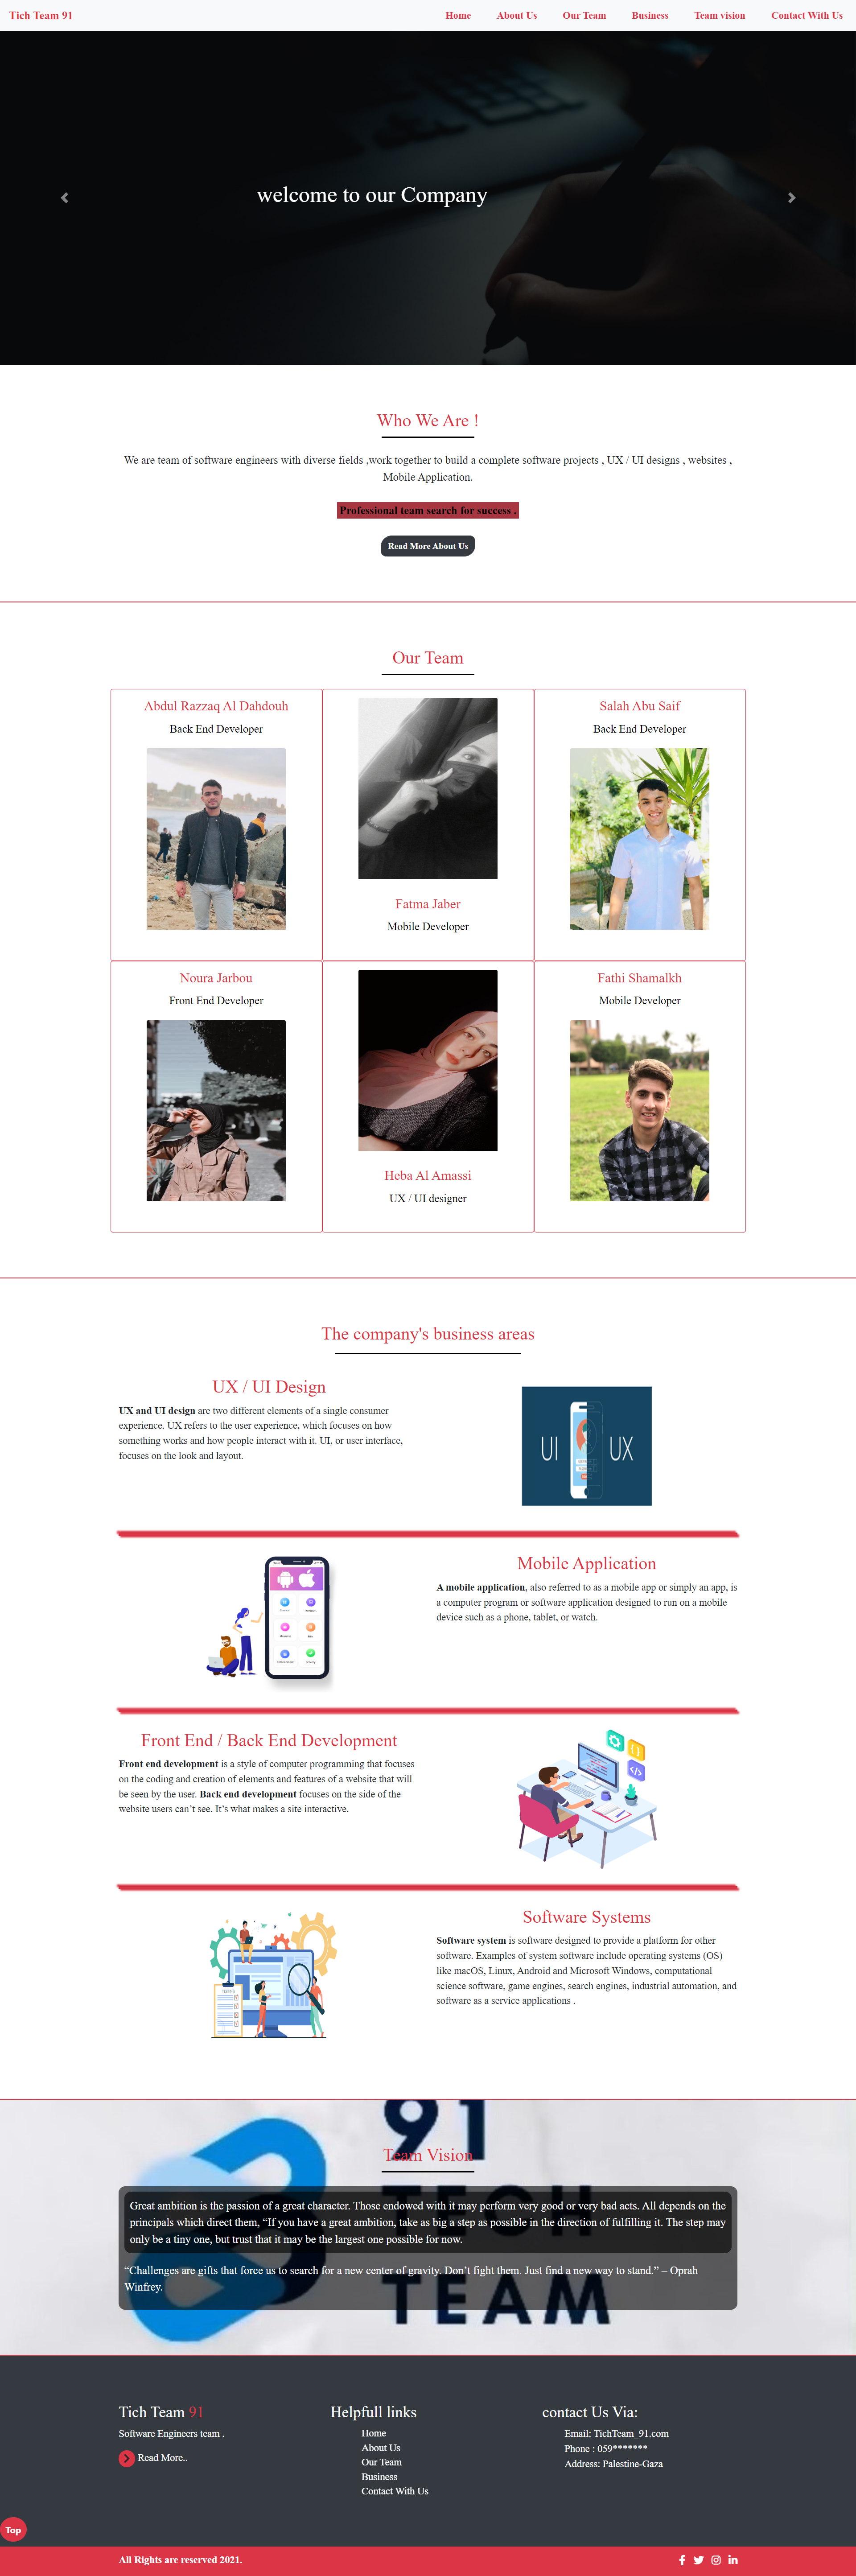 Tich Team 91
Home
About Us
Our Team
Business
Team vision
Contact With Us
welcome to our Company
Who We Are !
We are team of software engineers with diverse fields ,work together to build a complete software projects , UX / UI designs , websites ,
Mobile Application.
Professional team search for success .
Read More About Us
Our Team
Abdul Razzaq Al Dahdouh
Back End Developer
Fatma Jaber
Mobile Developer
Salah Abu Saif
Back End Developer
Noura Jarbou
Front End Developer
Heba Al Amassi
UX / UI designer
Fathi Shamalkh
Mobile Developer
The company's business areas
UX / UI Design
UX and UI design are two different elements of a single consumer
experience. UX refers to the user experience, which focuses on how
something works and how people interact with it. UI, or user interface,
focuses on the look and layout.
UI UX
Mobile Application
A mobile application, also referred to as a mobile app or simply an app, is
a computer program or software application designed to run on a mobile
device such as a phone, tablet, or watch.
Front End / Back End Development
Front end development is a style of computer programming that focuses
on the coding and creation of elements and features of a website that will
be seen by the user. Back end development focuses on the side of the
website users can’t see. It’s what makes a site interactive.
Software Systems
Software system is software designed to provide a platform for other
software. Examples of system software include operating systems (OS)
like macOS, Linux, Android and Microsoft Windows, computational
science software, game engines, search engines, industrial automation, and
software as a service applications .
91
TECH
TEAM
Team Vision
Great ambition is the passion of a great character. Those endowed with it may perform very good or very bad acts. All depends on the
principals which direct them, “If you have a great ambition, take as big a step as possible in the direction of fulfilling it. The step may
only be a tiny one, but trust that it may be the largest one possible for now.
“Challenges are gifts that force us to search for a new center of gravity. Don’t fight them. Just find a new way to stand.” – Oprah
Winfrey.
Tich Team 91
Software Engineers team .
Read More..
Helpfull links
Home
About Us
Our Team
Business
Contact With Us
contact Us Via:
Email: TichTeam_91.com
Phone : 059*******
Address: Palestine-Gaza
Top
All Rights are reserved 2021.